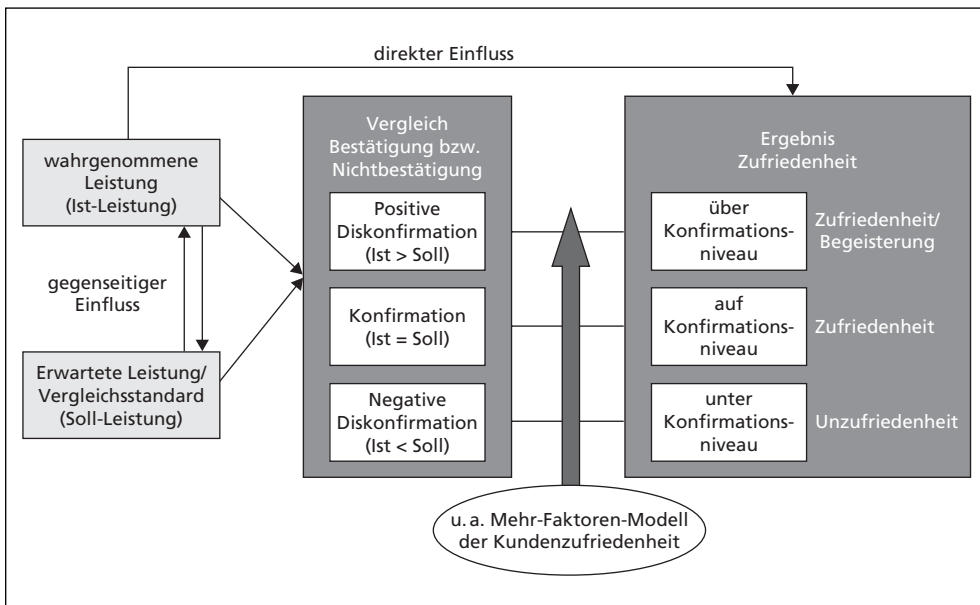 direkter Einfluss
wahrgenommene
Leistung
(Ist-Leistung)
gegenseitiger
Einfluss
Erwartete Leistung/
Vergleichsstandard
(Soll-Leistung)
Vergleich
Bestätigung bzw.
Nichtbestätigung
Positive
Diskonfirmation
(Ist > Soll)
Konfirmation
(Ist = Soll)
Negative
Diskonfirmation
(Ist < Soll)
u. a. Mehr-Faktoren-Modell
der Kundenzufriedenheit
Ergebnis
Zufriedenheit
über
Konfirmations-
niveau
Zufriedenheit/
Begeisterung
auf
Konfirmations-
niveau
Zufriedenheit
unter
Konfirmations-
niveau
Unzufriedenheit